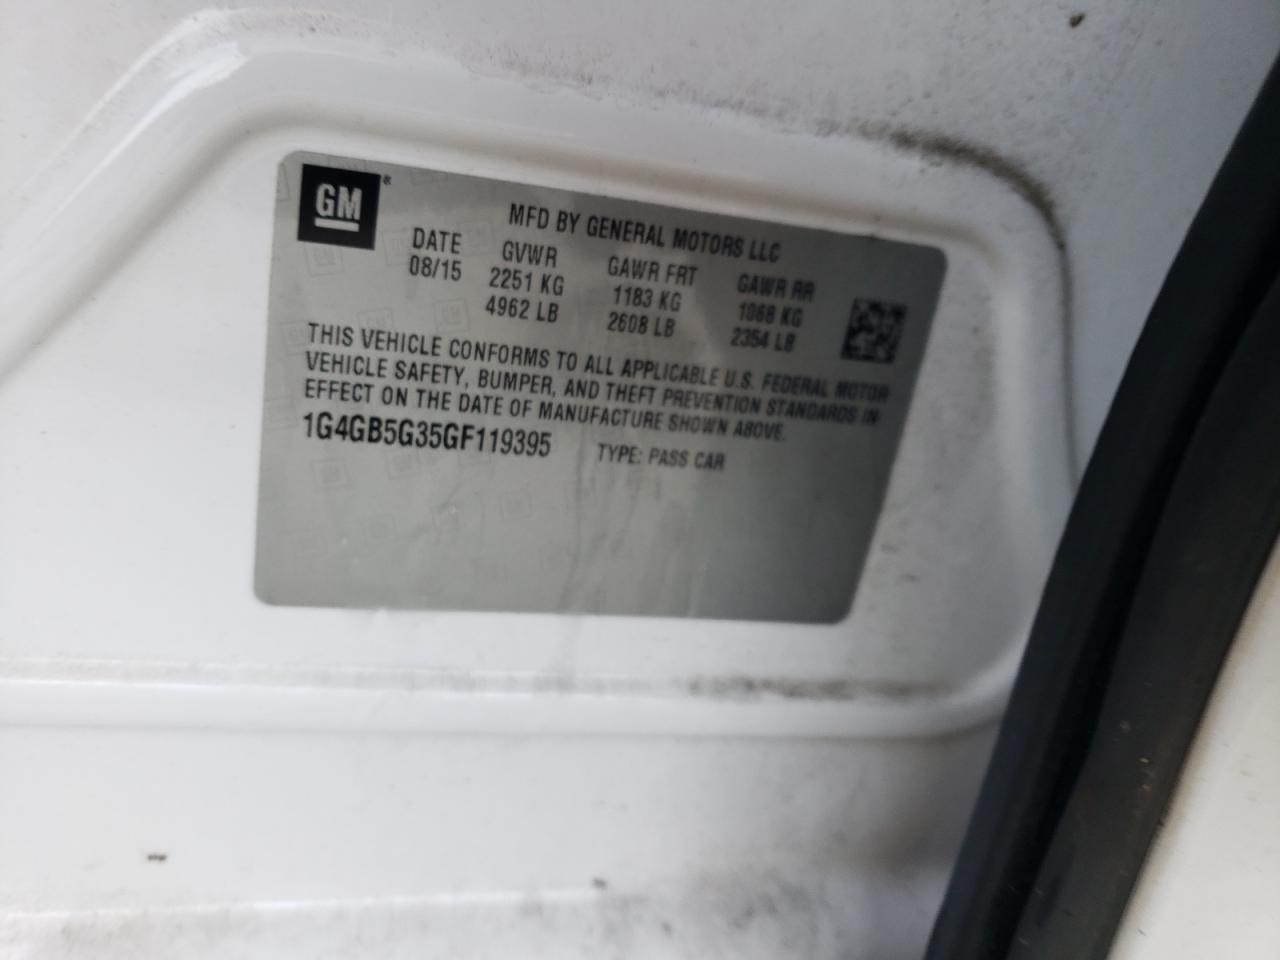 GM®
MFD BY GENERAL MOTORS LLC
DATE GVWR GAWR FRT GAWR RR
08/15 2251 KG 1183 KG 1068 KG
4962 LB 2608 LB 2354 LB
THIS VEHICLE CONFORMS TO ALL APPLICABLE U.S. FEDERAL MOTOR
VEHICLE SAFETY, BUMPER, AND THEFT PREVENTION STANDARDS IN
EFFECT ON THE DATE OF MANUFACTURE SHOWN ABOVE.
1G4GB5G35GF119395 TYPE: PASS CAR